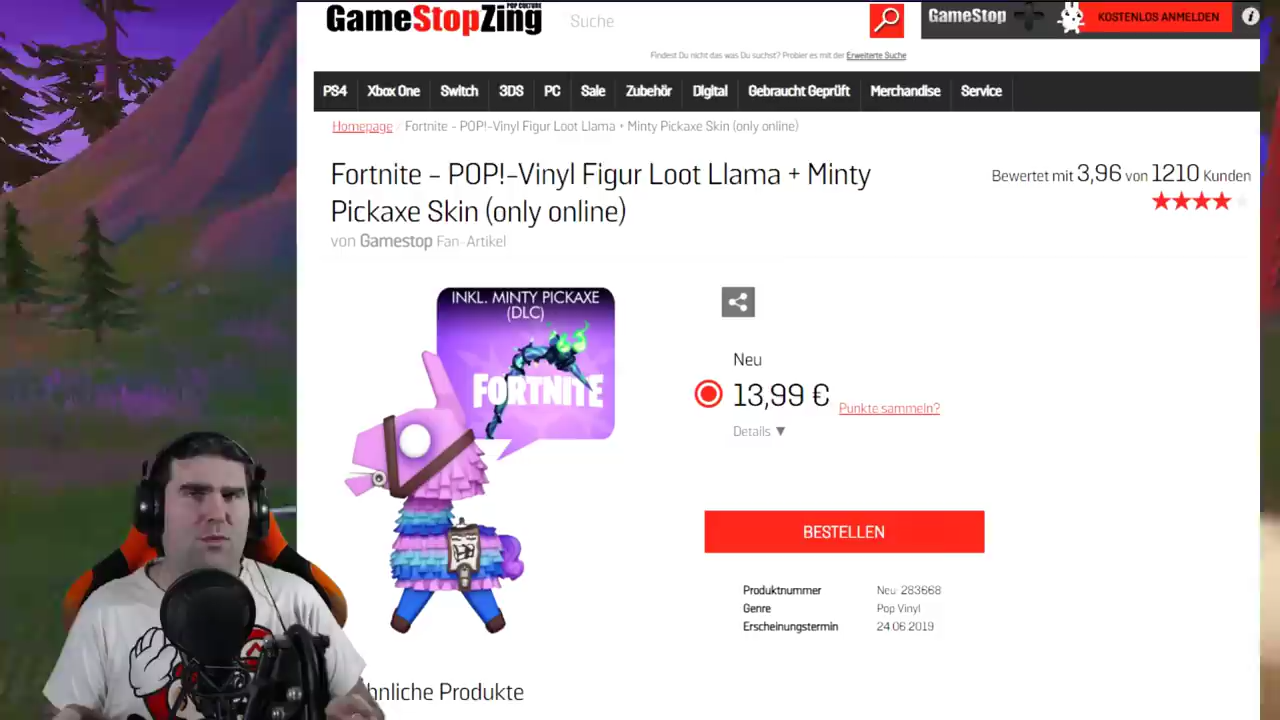 POP CULTURE
GameStopZing
Suche
GameStop
KOSTENLOS ANMELDEN
Findest Du nicht das was Du suchst? Probier es mit der Erweiterte Suche
PS4 Xbox One Switch 3DS PC Sale Zubehör Digital Gebraucht Geprüft Merchandise Service
Homepage / Fortnite - POP!-Vinyl Figur Loot Llama + Minty Pickaxe Skin (only online)
Fortnite - POP!-Vinyl Figur Loot Llama + Minty
Pickaxe Skin (only online)
von Gamestop Fan-Artikel
Bewertet mit 3,96 von 1210 Kunden
INKL. MINTY PICKAXE
(DLC)
FORTNITE
Neu
13,99 €
Punkte sammeln?
Details ▼
BESTELLEN
Produktnummer Neu: 283668
Genre Pop Vinyl
Erscheinungstermin 24.06.2019
hnliche Produkte